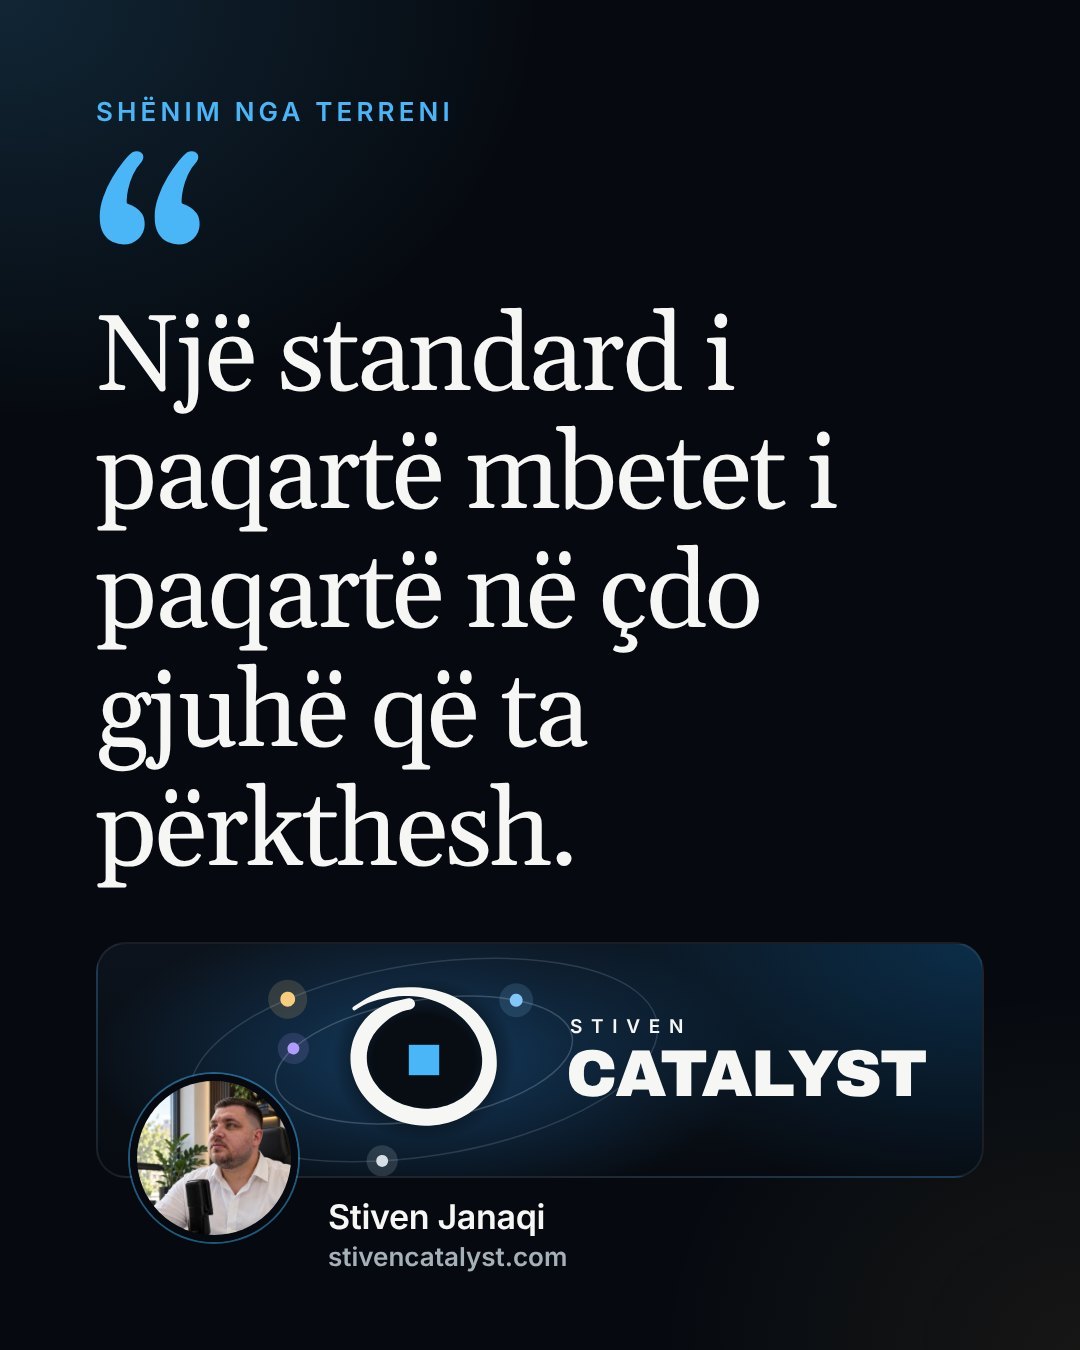 SHËNIM NGA TERRENI
“
Një standard i
paqartë mbetet i
paqartë në çdo
gjuhë që ta
përkthesh.
STIVEN
CATALYST
Stiven Janaqi
stivencatalyst.com